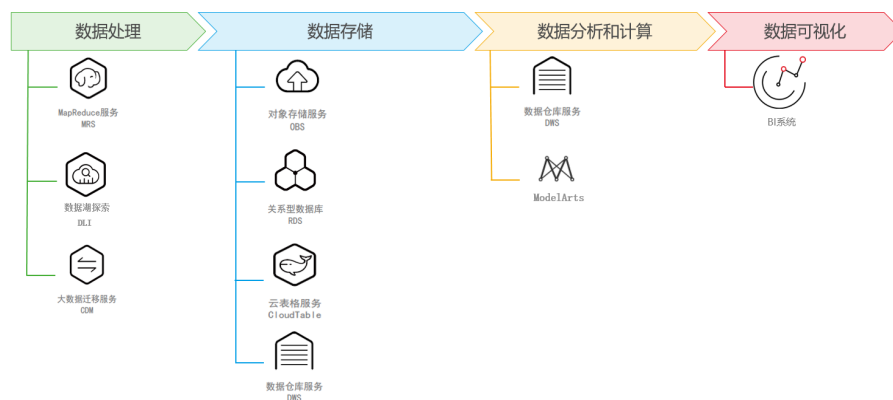 数据处理
数据存储
数据分析和计算
数据可视化
MapReduce服务
MRS
数据湖探索
DLI
大数据迁移服务
CDM
对象存储服务
OBS
关系型数据库
RDS
云表格服务
CloudTable
数据仓库服务
DWS
数据仓库服务
DWS
ModelArts
BI系统